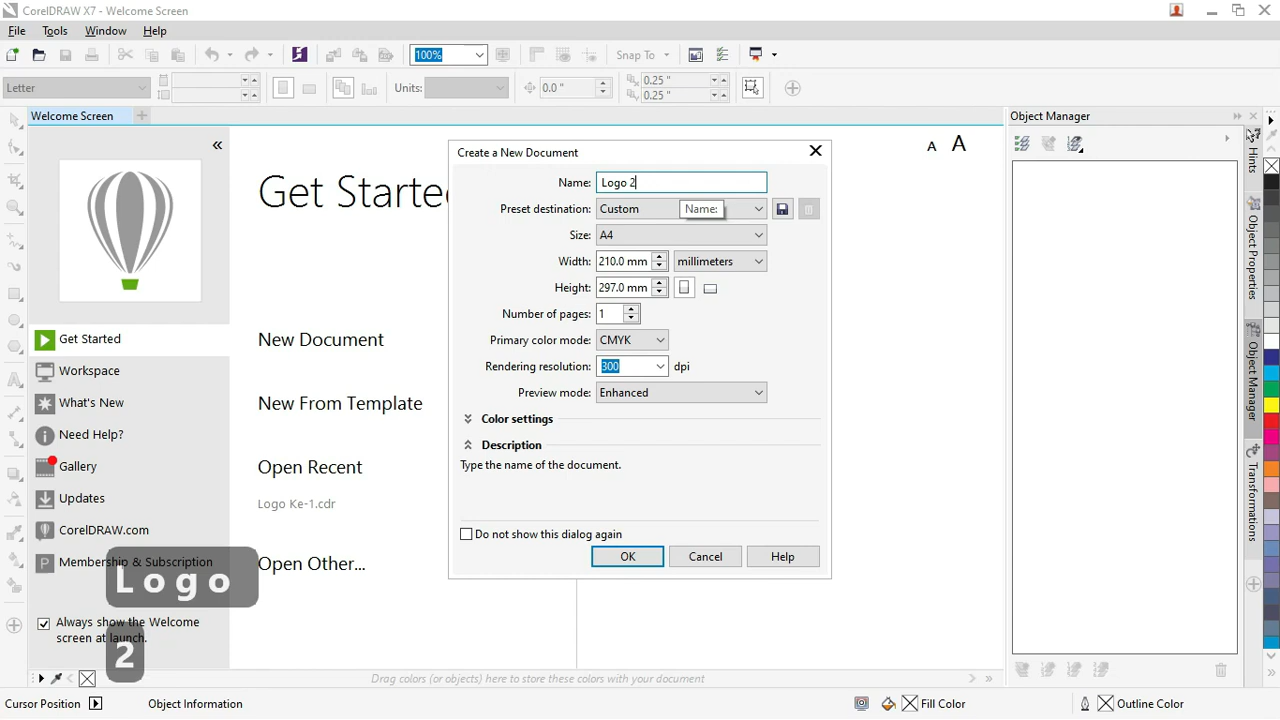 CorelDRAW X7 - Welcome Screen
File Tools Window Help
100% Snap To
Letter Units: 0.0 " 0.25 "
0.25 "
Welcome Screen
Object Manager
«
A A
Get Starte
Get Started
Workspace
What's New
Need Help?
Gallery
Updates
CorelDRAW.com
Membership & Subscription
Always show the Welcome
screen at launch.
New Document
New From Template
Open Recent
Logo Ke-1.cdr
Open Other...
Create a New Document
Name: Logo 2
Preset destination: Custom
Name:
Size: A4
Width: 210.0 mm millimeters
Height: 297.0 mm
Number of pages: 1
Primary color mode: CMYK
Rendering resolution: 300 dpi
Preview mode: Enhanced
Color settings
Description
Type the name of the document.
Do not show this dialog again
OK Cancel Help
Logo
2
Hints
Object Properties
Object Manager
Transformations
Drag colors (or objects) here to store these colors with your document
Cursor Position Object Information Fill Color Outline Color